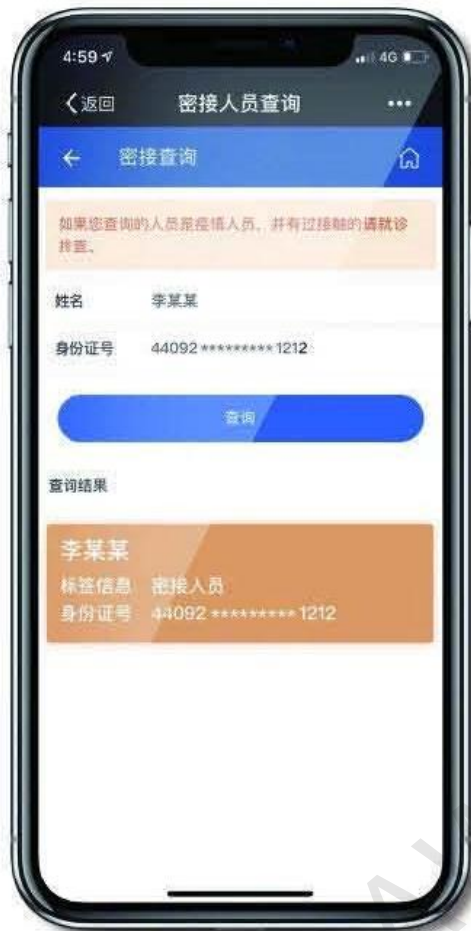 4:59
4G
返回 密接人员查询
密接查询
如果您查询的人员是疫情人员，并有过接触的请就诊
排查。
姓名 李某某
身份证号 44092*********1212
查询
查询结果
李某某
标签信息 密接人员
身份证号 44092*********1212